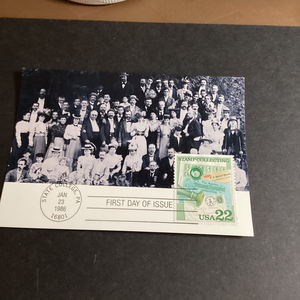 STAMP COLLECTING
STATE COLLEGE, PA
JAN
23
1986
16801
FIRST DAY OF ISSUE
USA 22